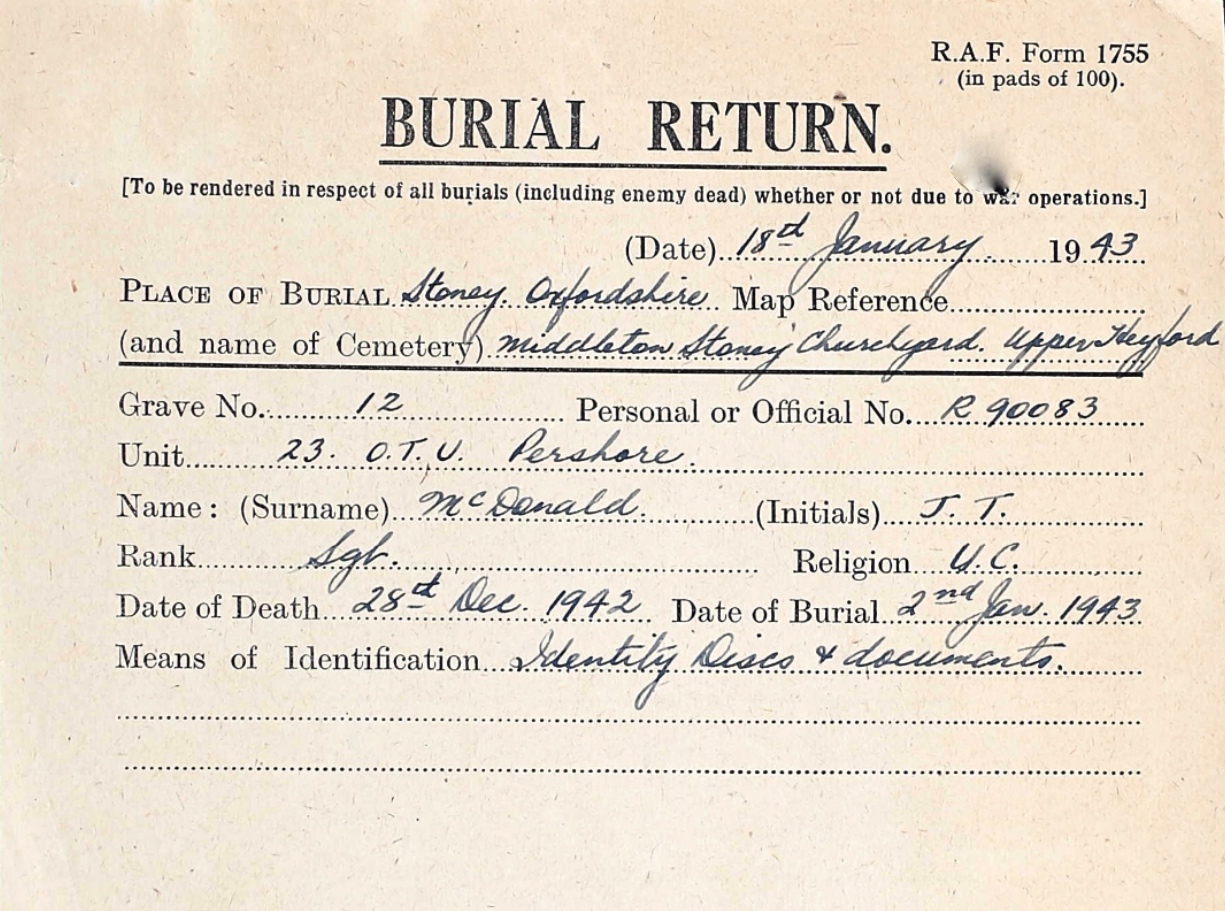 R.A.F. Form 1755
(in pads of 100).
BURIAL RETURN.
[To be rendered in respect of all burials (including enemy dead) whether or not due to war operations.]
(Date) 18th January 1943
PLACE OF BURIAL Stoney. Oxfordshire Map Reference
(and name of Cemetery) Middleton Stoney Churchyard. Upper Heyford
Grave No. 12 Personal or Official No. R 90083
Unit 23. O.T.U. Pershore.
Name: (Surname) McDonald. (Initials) J. T.
Rank Sgt. Religion U.C.
Date of Death 28th Dec. 1942 Date of Burial 2nd Jan. 1943
Means of Identification Identity Discs & documents.